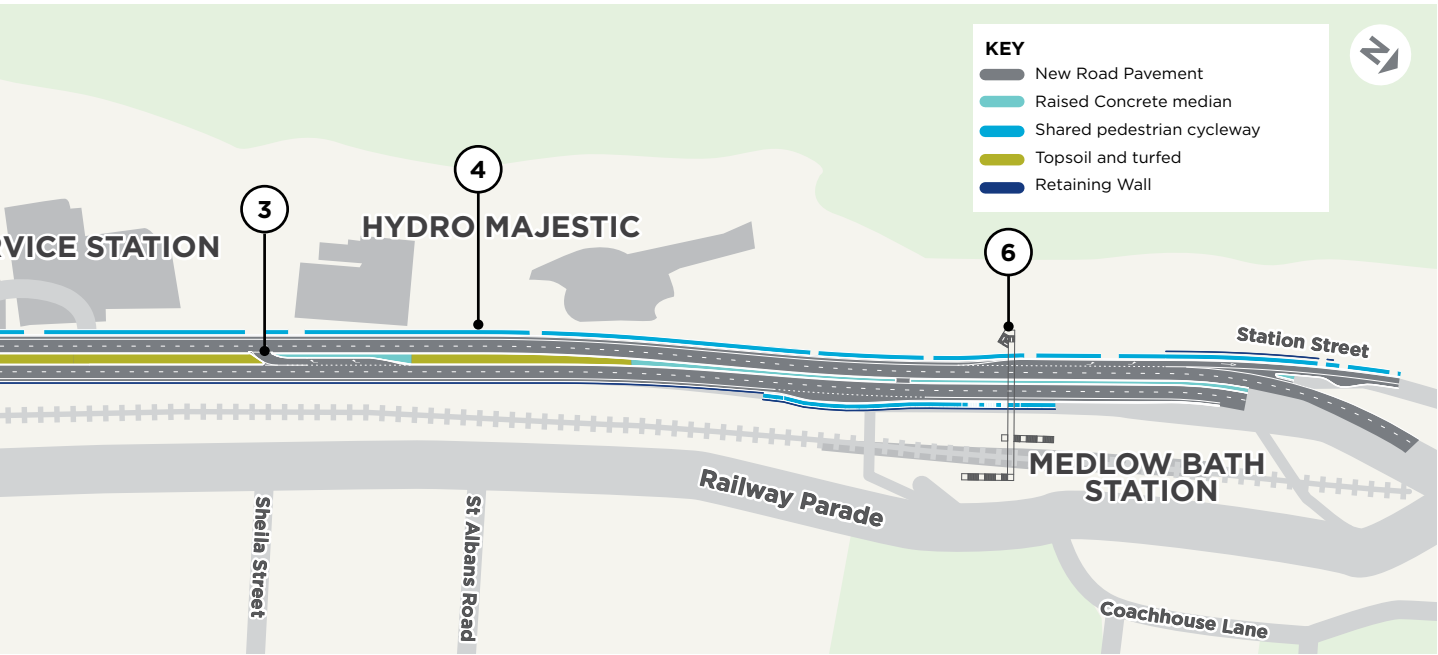 KEY
New Road Pavement
Raised Concrete median
Shared pedestrian cycleway
Topsoil and turfed
Retaining Wall
N
4
3
HYDRO MAJESTIC
RVICE STATION
6
Station Street
MEDLOW BATH
STATION
Railway Parade
Sheila Street
St Albans Road
Coachhouse Lane